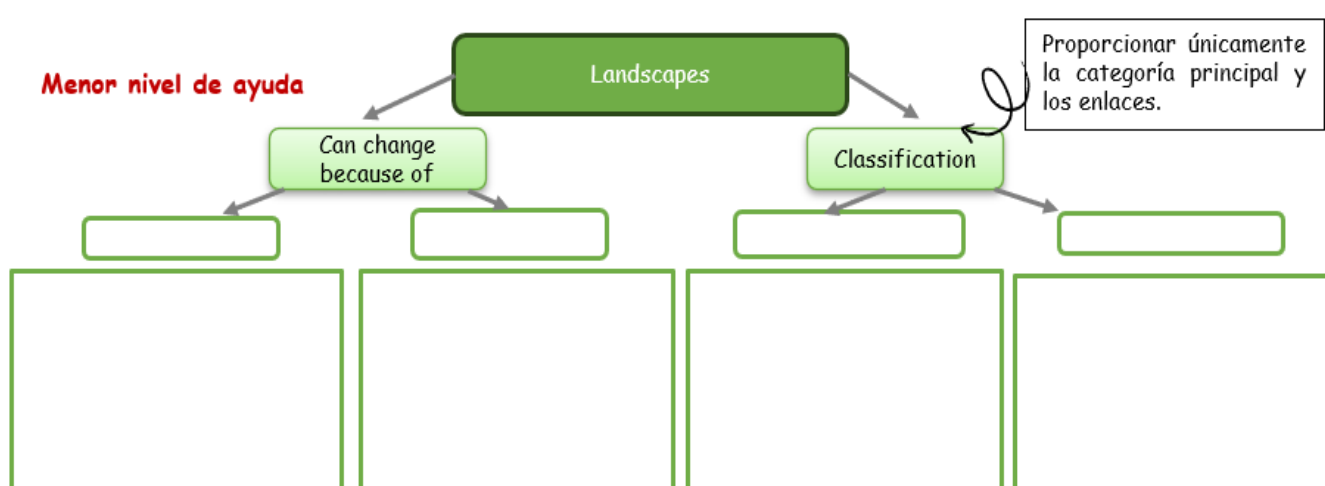 Menor nivel de ayuda
Landscapes
Proporcionar únicamente
la categoría principal y
los enlaces.
Can change
because of
Classification